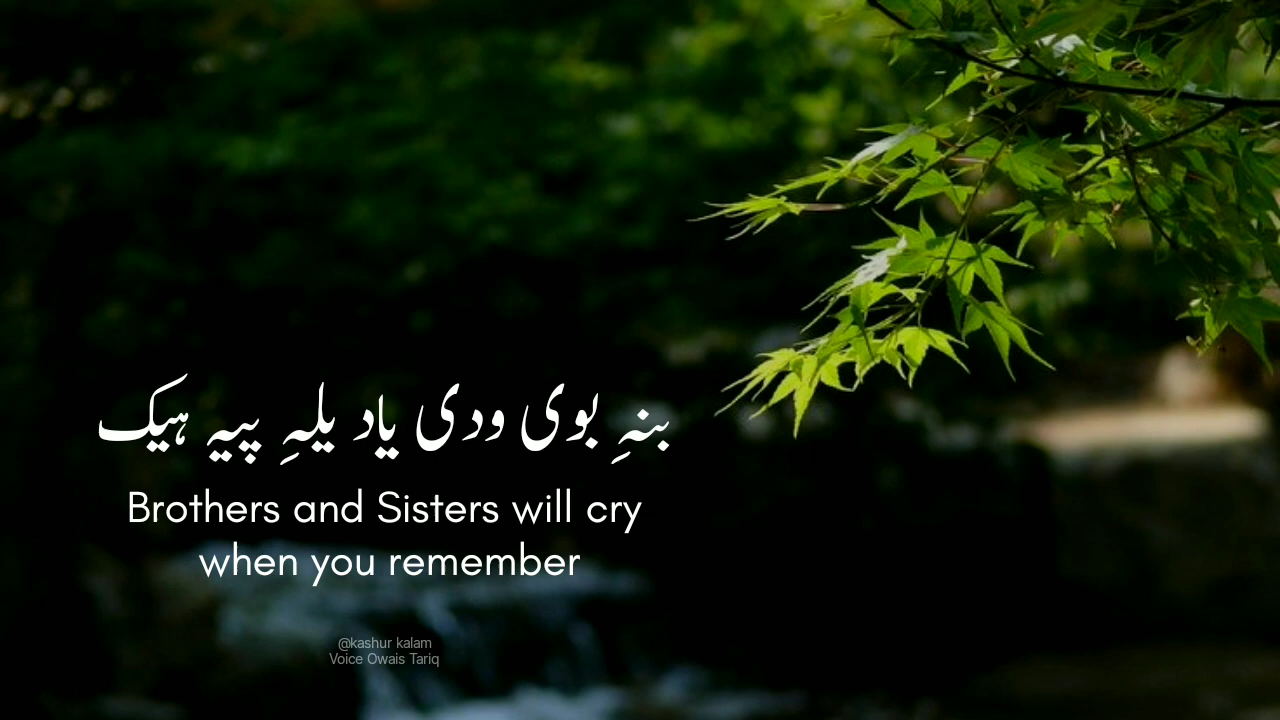 بنہِ بوی ودی یاد یلہِ پیہِ ہیک
Brothers and Sisters will cry
when you remember
@kashur kalam
Voice Owais Tariq